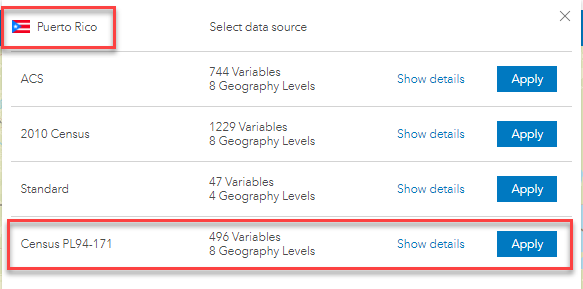 Puerto Rico Select data source
ACS 744 Variables Show details Apply
8 Geography Levels
2010 Census 1229 Variables Show details Apply
8 Geography Levels
Standard 47 Variables Show details Apply
4 Geography Levels
Census PL94-171 496 Variables Show details Apply
8 Geography Levels